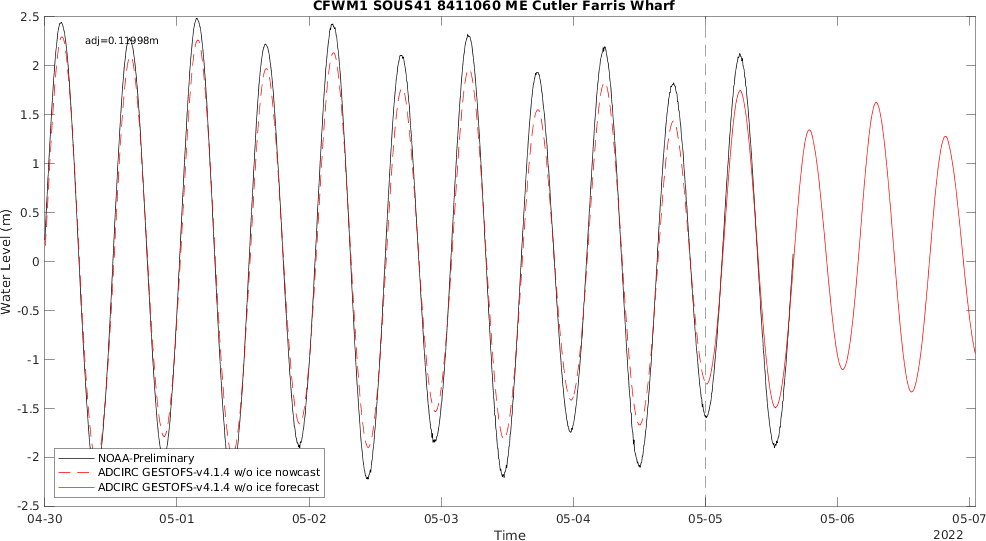 CFWM1 SOUS41 8411060 ME Cutler Farris Wharf
adj=0.11998m
2.5
2
1.5
1
0.5
0
-0.5
-1
-1.5
-2
-2.5
Water Level (m)
NOAA-Preliminary
ADCIRC GESTOFS-v4.1.4 w/o ice nowcast
ADCIRC GESTOFS-v4.1.4 w/o ice forecast
04-30 05-01 05-02 05-03 05-04 05-05 05-06 05-07
Time
2022